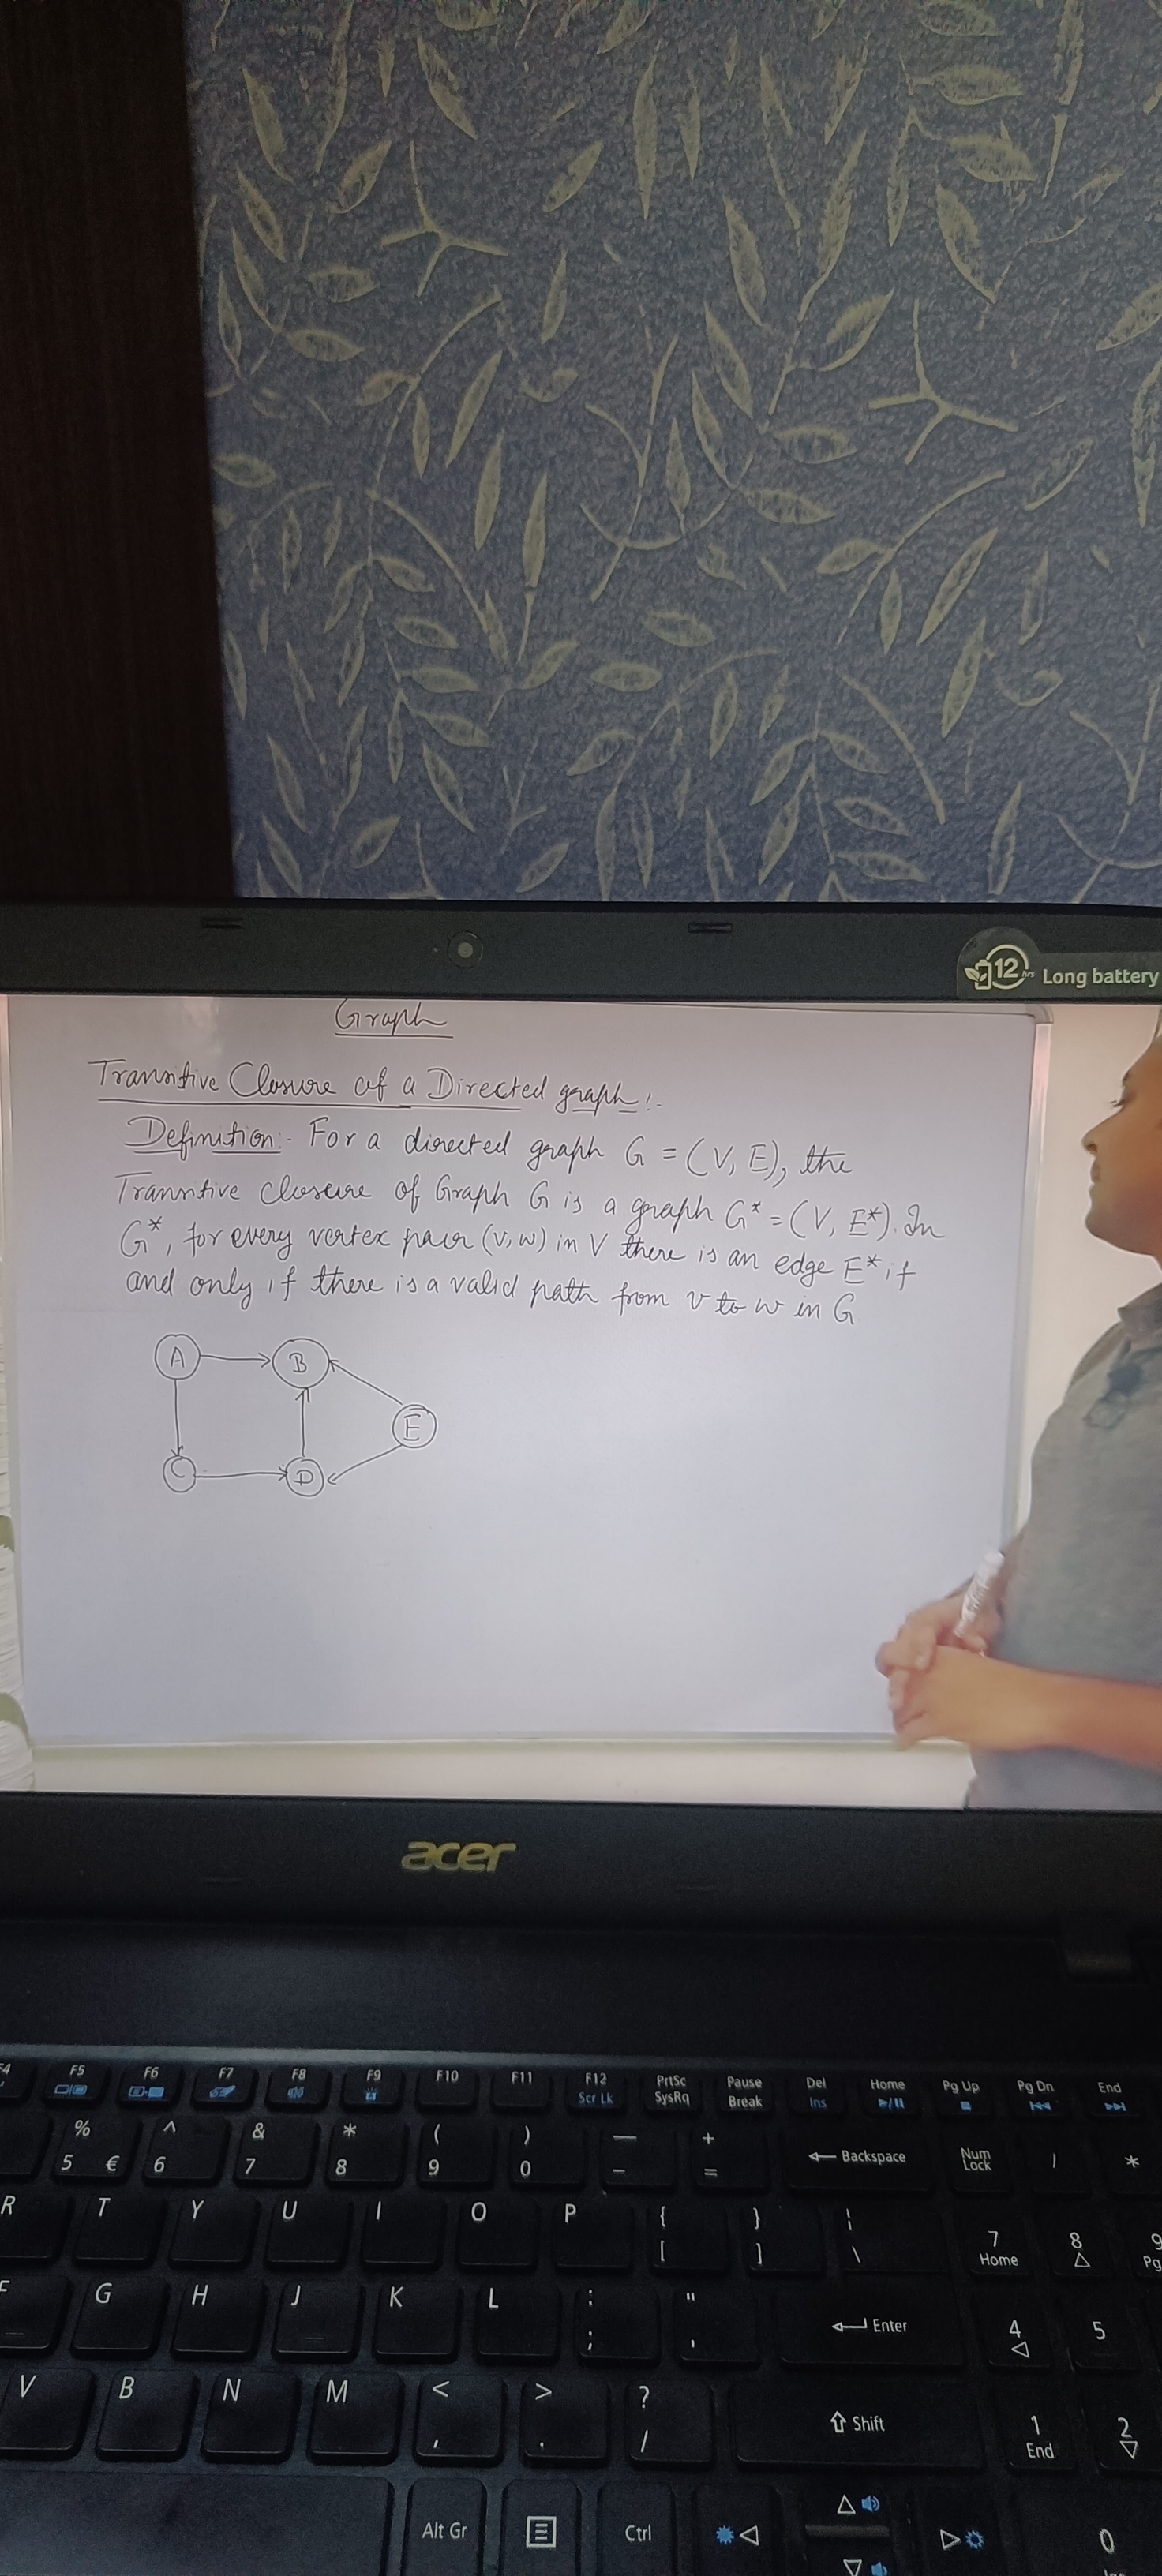 12 hrs Long battery
Graph
Transitive Closure of a Directed graph:-
Definition:- For a directed graph G = (V, E), the
Transitive closure of Graph G is a graph G* = (V, E*). In
G*, for every vertex pair (v, w) in V there is an edge E* if
and only if there is a valid path from v to w in G.
A B
E
C D
acer
F4 F5 F6 F7 F8 F9 F10 F11 F12 Scr Lk PrtSc SysRq Pause Break Del Ins Home Pg Up Pg Dn End
% 5 € ^ 6 & 7 * 8 ( 9 ) 0 — - + = ← Backspace Num Lock / *
R T Y U I O P { [ } ] ¦ \ 7 Home 8 9 Pg
F G H J K L : ; " ' Enter 4 5
V B N M < , > . ? / Shift 1 End 2
Alt Gr Ctrl 0